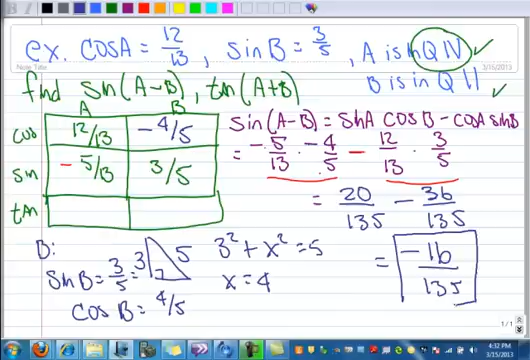 ex. COSA = 12/13, sin B = 3/5, A is in Q IV ✓
B is in Q II ✓
Note Title
3/15/2013
find sin(A-B), tan(A+B)
A B
cos 12/13 -4/5
sin -5/13 3/5
tan
sin(A-B) = sinA cosB - cosA sinB
= -5/13 · -4/5 - 12/13 · 3/5
= 20/135 - 36/135
= -16/135
B:
sin B = 3/5 = 3 5
cos B = 4/5
3² + x² = 5
x = 4
1/1
4:32 PM
3/15/2013